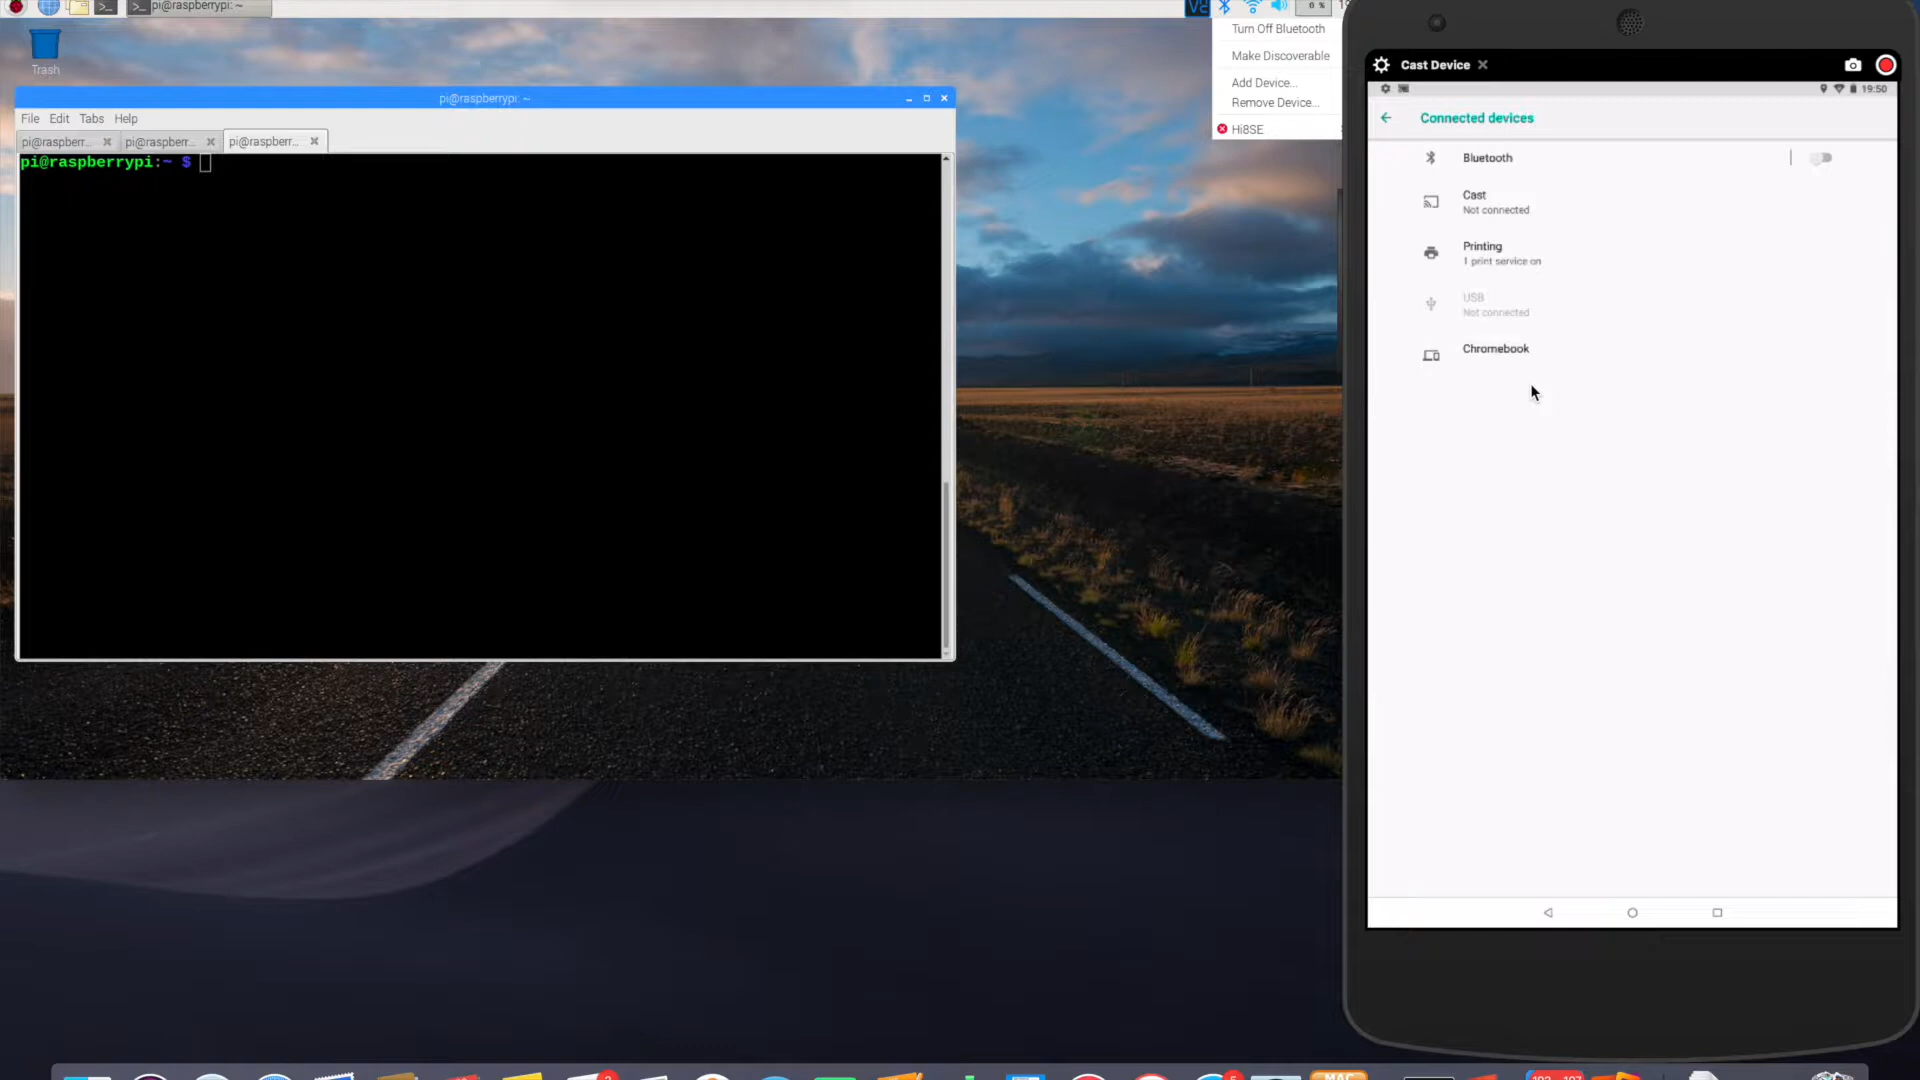 pi@raspberrypi: ~
0 %
Trash
pi@raspberrypi: ~
File Edit Tabs Help
pi@raspberr... pi@raspberr... pi@raspberr...
pi@raspberrypi:~ $
Turn Off Bluetooth
Make Discoverable
Add Device...
Remove Device...
Hi8SE
Cast Device
19:50
Connected devices
Bluetooth
Cast
Not connected
Printing
1 print service on
USB
Not connected
Chromebook
MAC